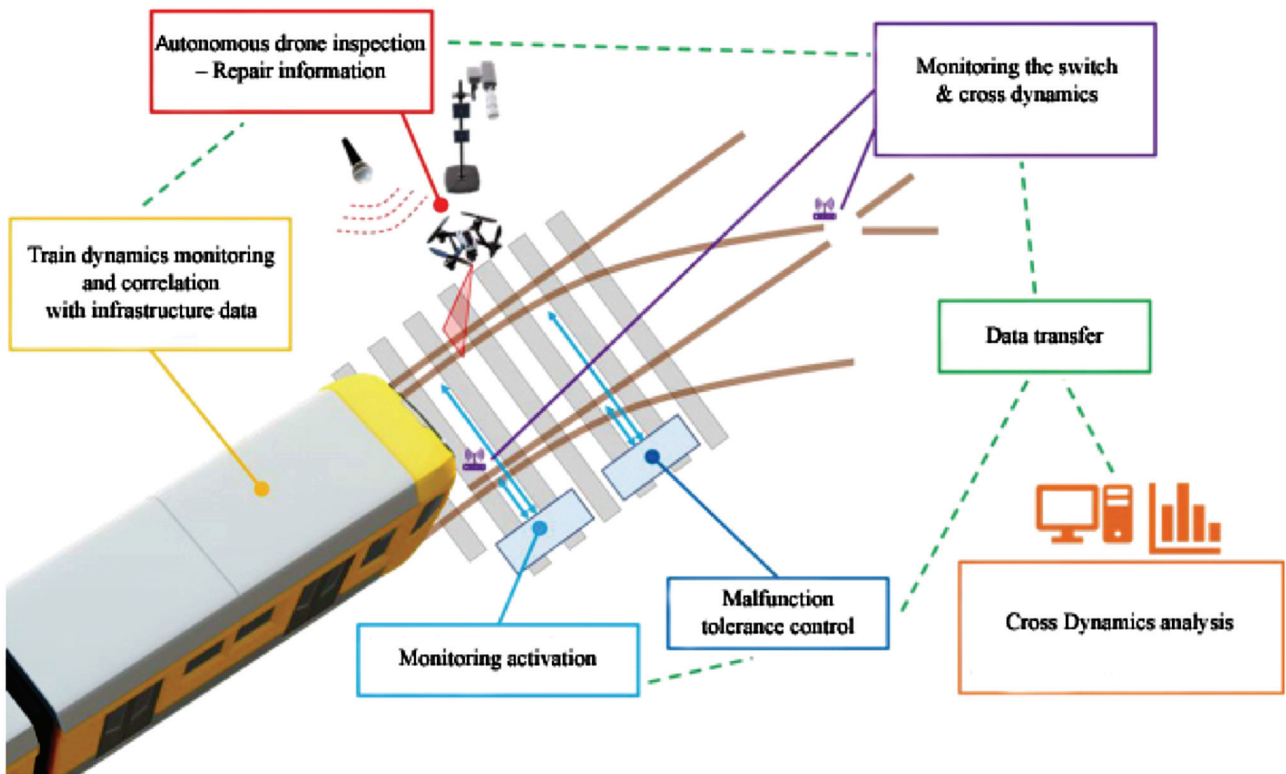 Autonomous drone inspection
– Repair information
Monitoring the switch
& cross dynamics
Train dynamics monitoring
and correlation
with infrastructure data
Data transfer
Malfunction
tolerance control
Monitoring activation
Cross Dynamics analysis